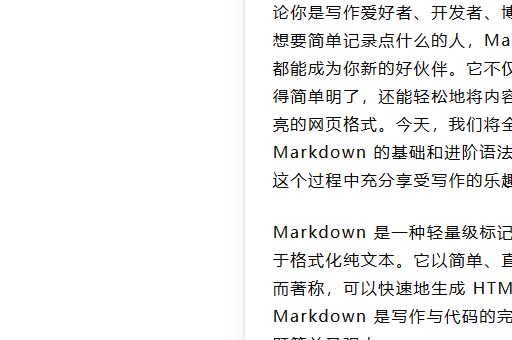 论你是写作爱好者、开发者、博
想要简单记录点什么的人，Ma
都能成为你新的好伙伴。它不仅
得简单明了，还能轻松地将内容
亮的网页格式。今天，我们将全
Markdown 的基础和进阶语法
这个过程中充分享受写作的乐趣
Markdown 是一种轻量级标记
于格式化纯文本。它以简单、直
而著称，可以快速地生成 HTM
Markdown 是写作与代码的完